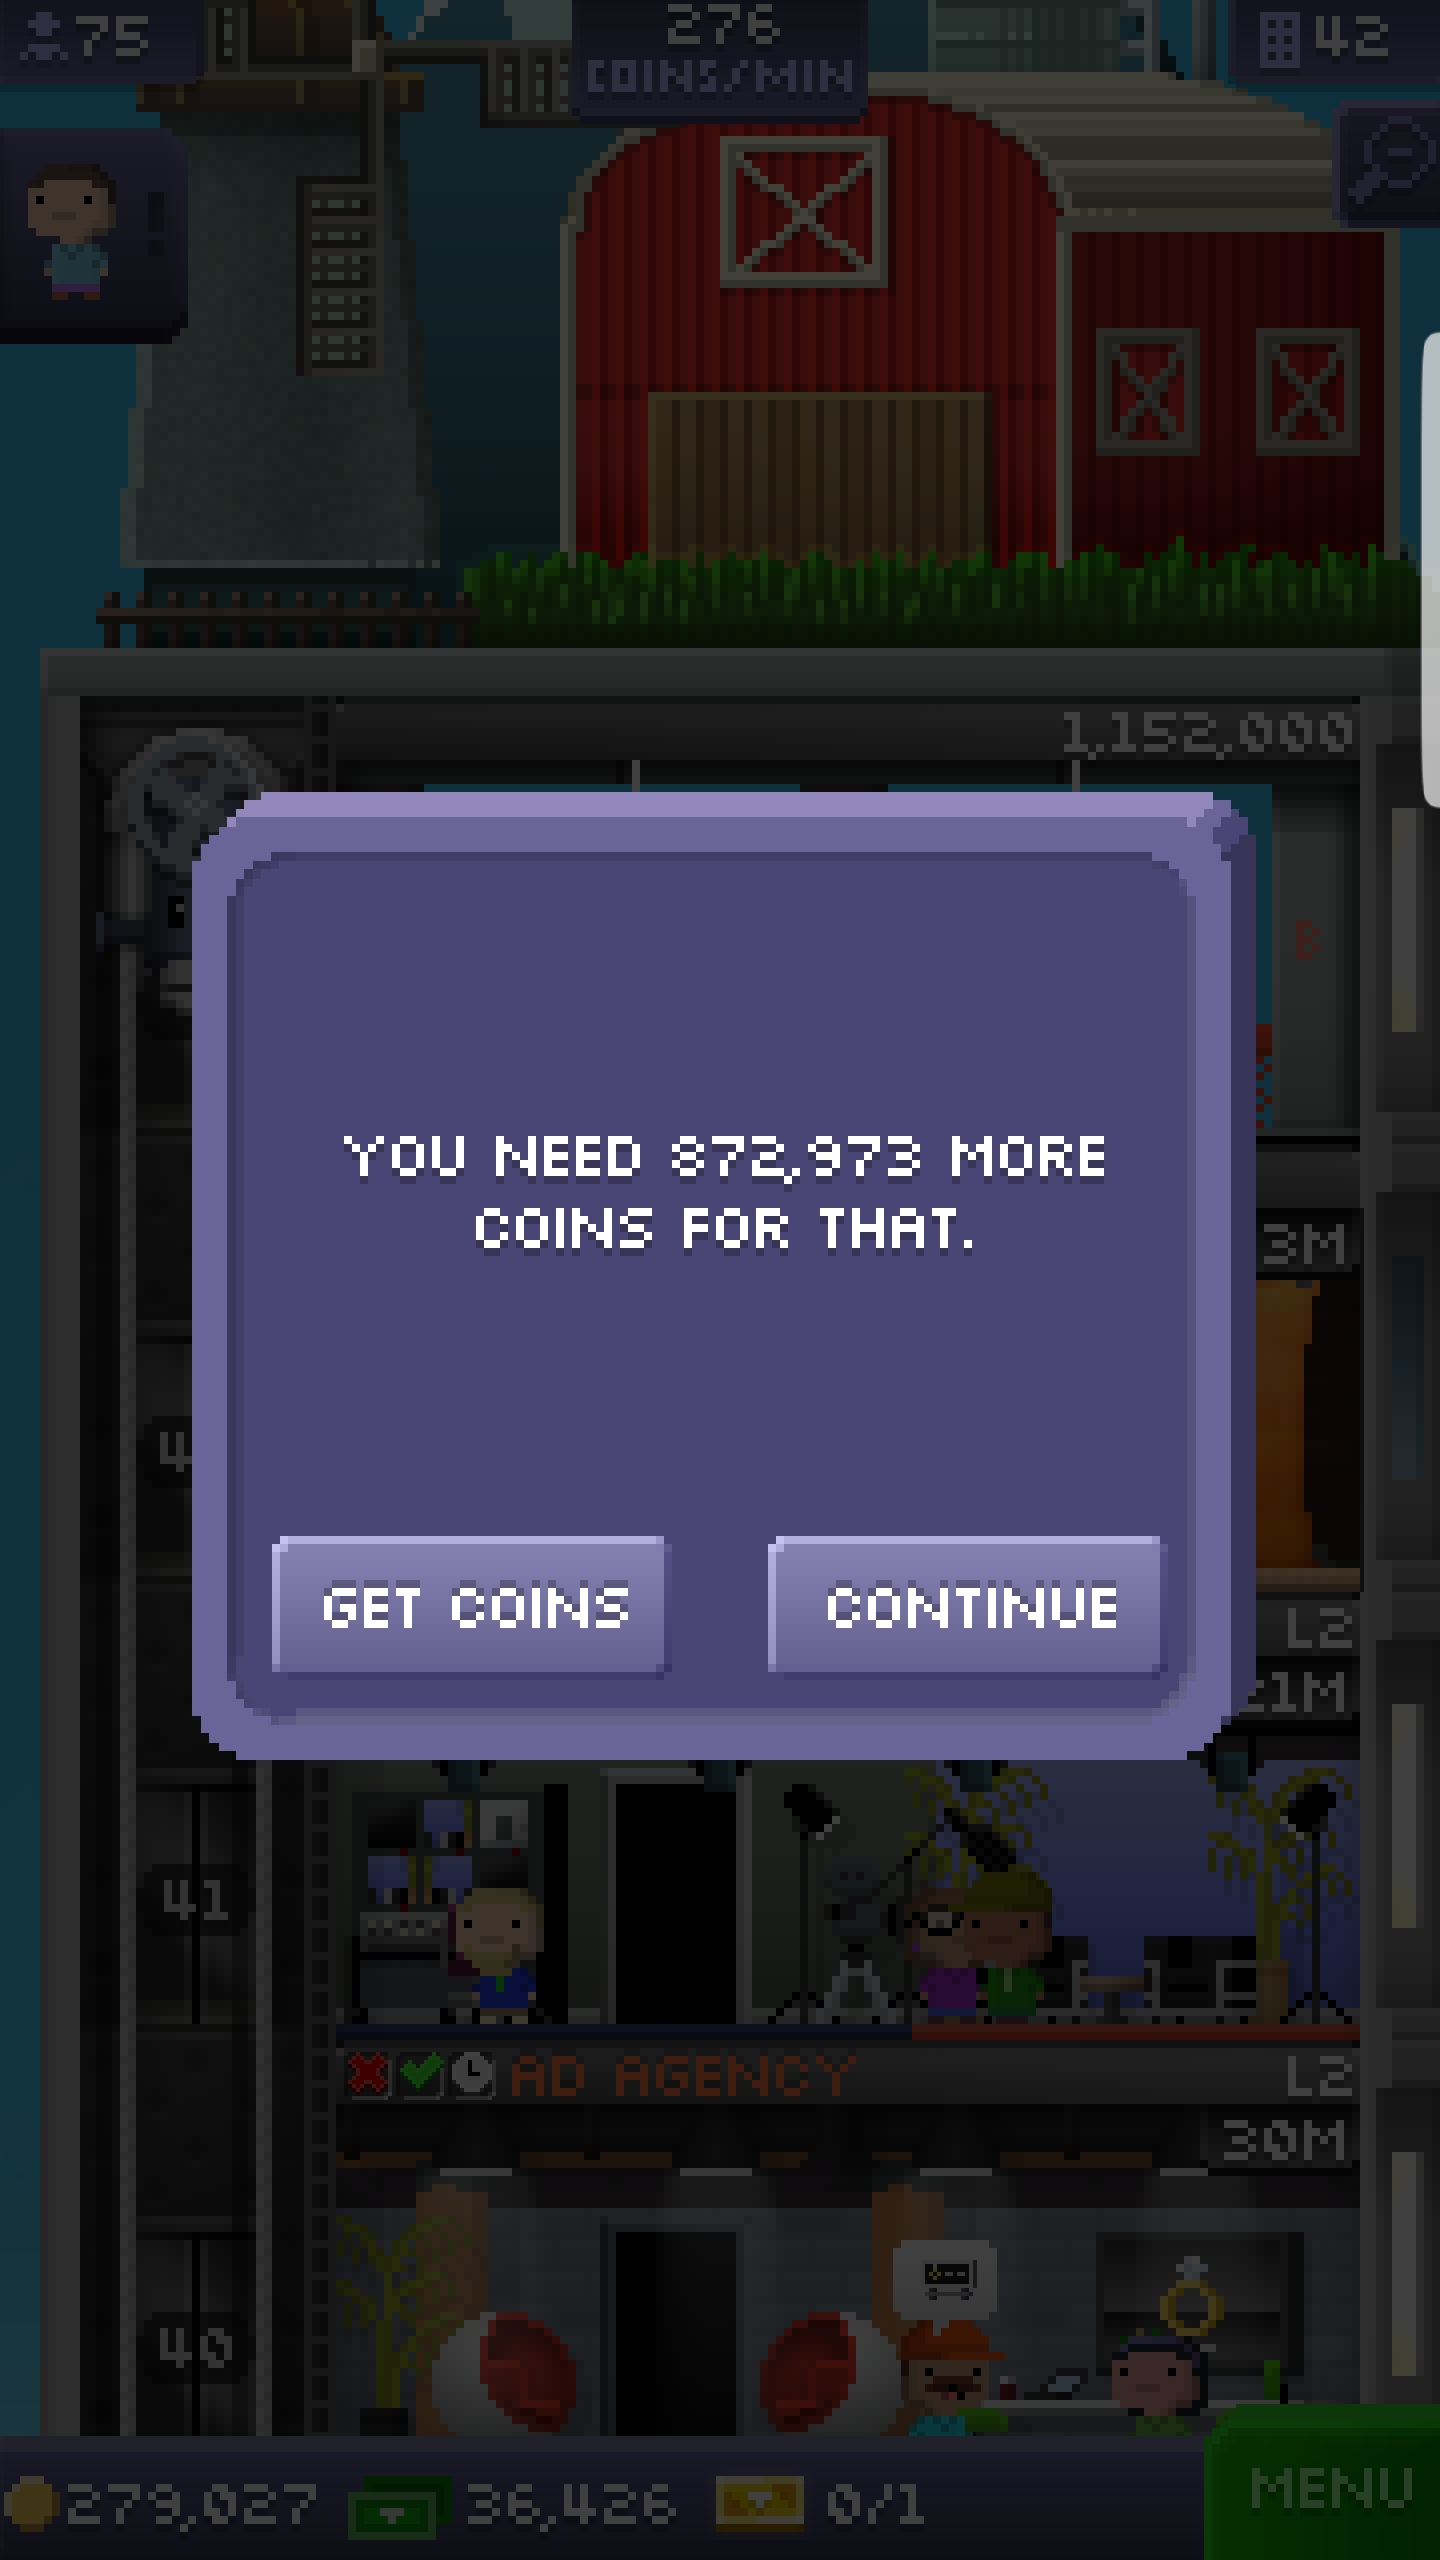 75
276
COINS/MIN
42
1,152,000
B
YOU NEED 872,973 MORE
COINS FOR THAT.
3M
GET COINS
CONTINUE
L2
21M
41
AD AGENCY
L2
30M
40
279,027
36,426
0/1
MENU